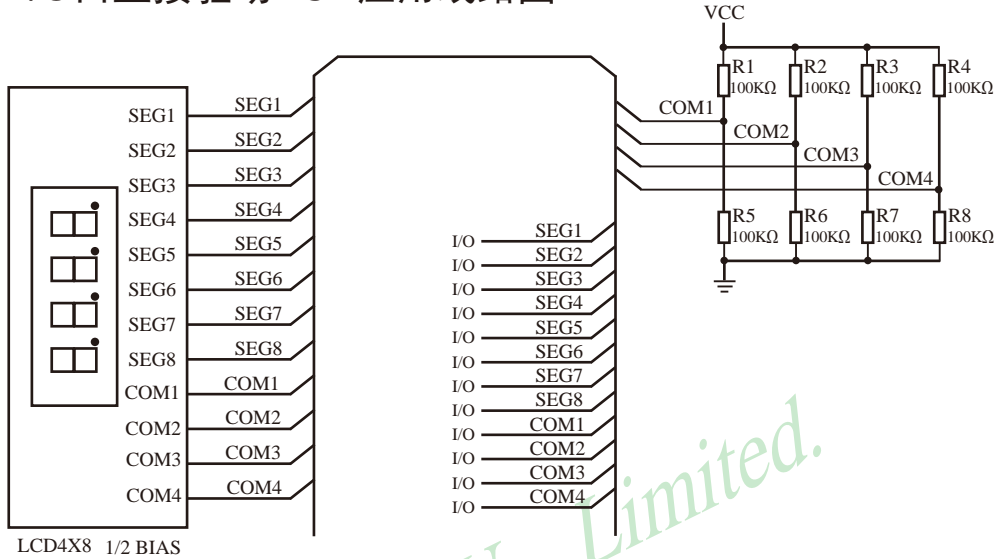 VCC
R1
100KΩ
R2
100KΩ
R3
100KΩ
R4
100KΩ
COM1
COM2
COM3
COM4
R5
100KΩ
R6
100KΩ
R7
100KΩ
R8
100KΩ
SEG1 SEG1
SEG2 SEG2
SEG3 SEG3
SEG4 SEG4
SEG5 SEG5
SEG6 SEG6
SEG7 SEG7
SEG8 SEG8
COM1 COM1
COM2 COM2
COM3 COM3
COM4 COM4
I/O SEG1
I/O SEG2
I/O SEG3
I/O SEG4
I/O SEG5
I/O SEG6
I/O SEG7
I/O SEG8
I/O COM1
I/O COM2
I/O COM3
I/O COM4
LCD4X8 1/2 BIAS
Limited.